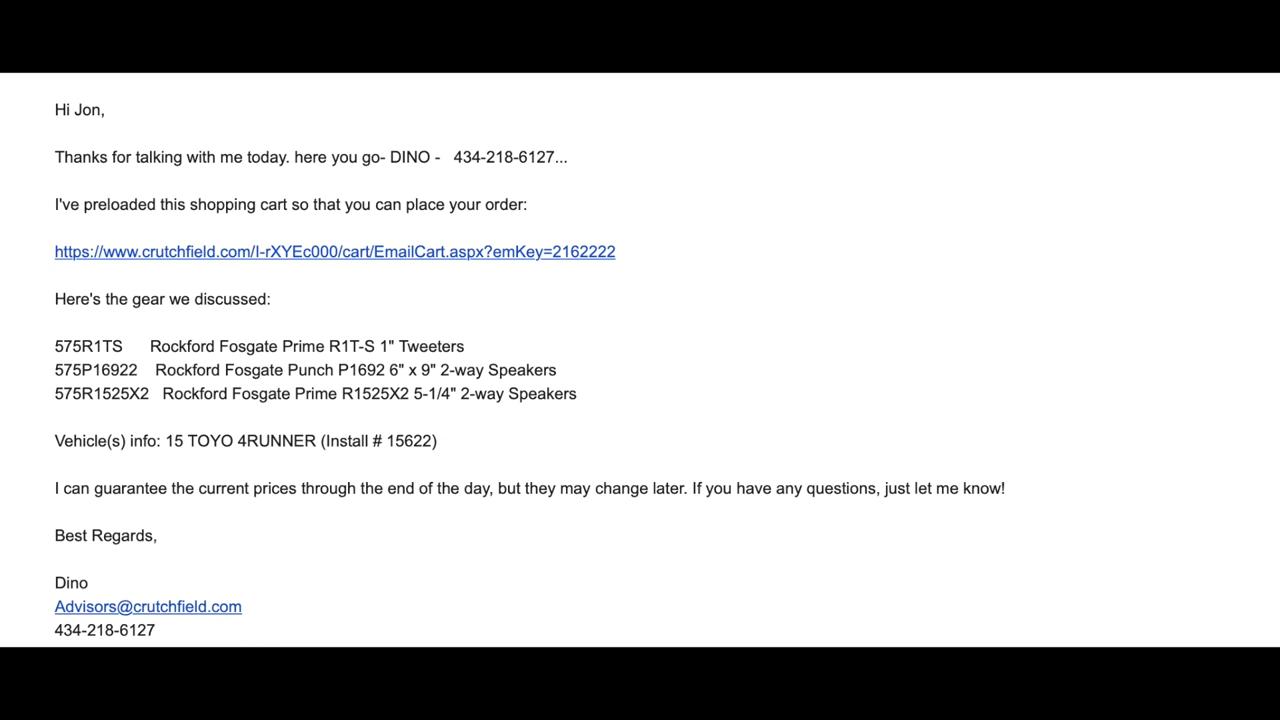 Hi Jon,
Thanks for talking with me today. here you go- DINO - 434-218-6127...
I've preloaded this shopping cart so that you can place your order:
https://www.crutchfield.com/I-rXYEc000/cart/EmailCart.aspx?emKey=2162222
Here's the gear we discussed:
575R1TS Rockford Fosgate Prime R1T-S 1" Tweeters
575P16922 Rockford Fosgate Punch P1692 6" x 9" 2-way Speakers
575R1525X2 Rockford Fosgate Prime R1525X2 5-1/4" 2-way Speakers
Vehicle(s) info: 15 TOYO 4RUNNER (Install # 15622)
I can guarantee the current prices through the end of the day, but they may change later. If you have any questions, just let me know!
Best Regards,
Dino
Advisors@crutchfield.com
434-218-6127